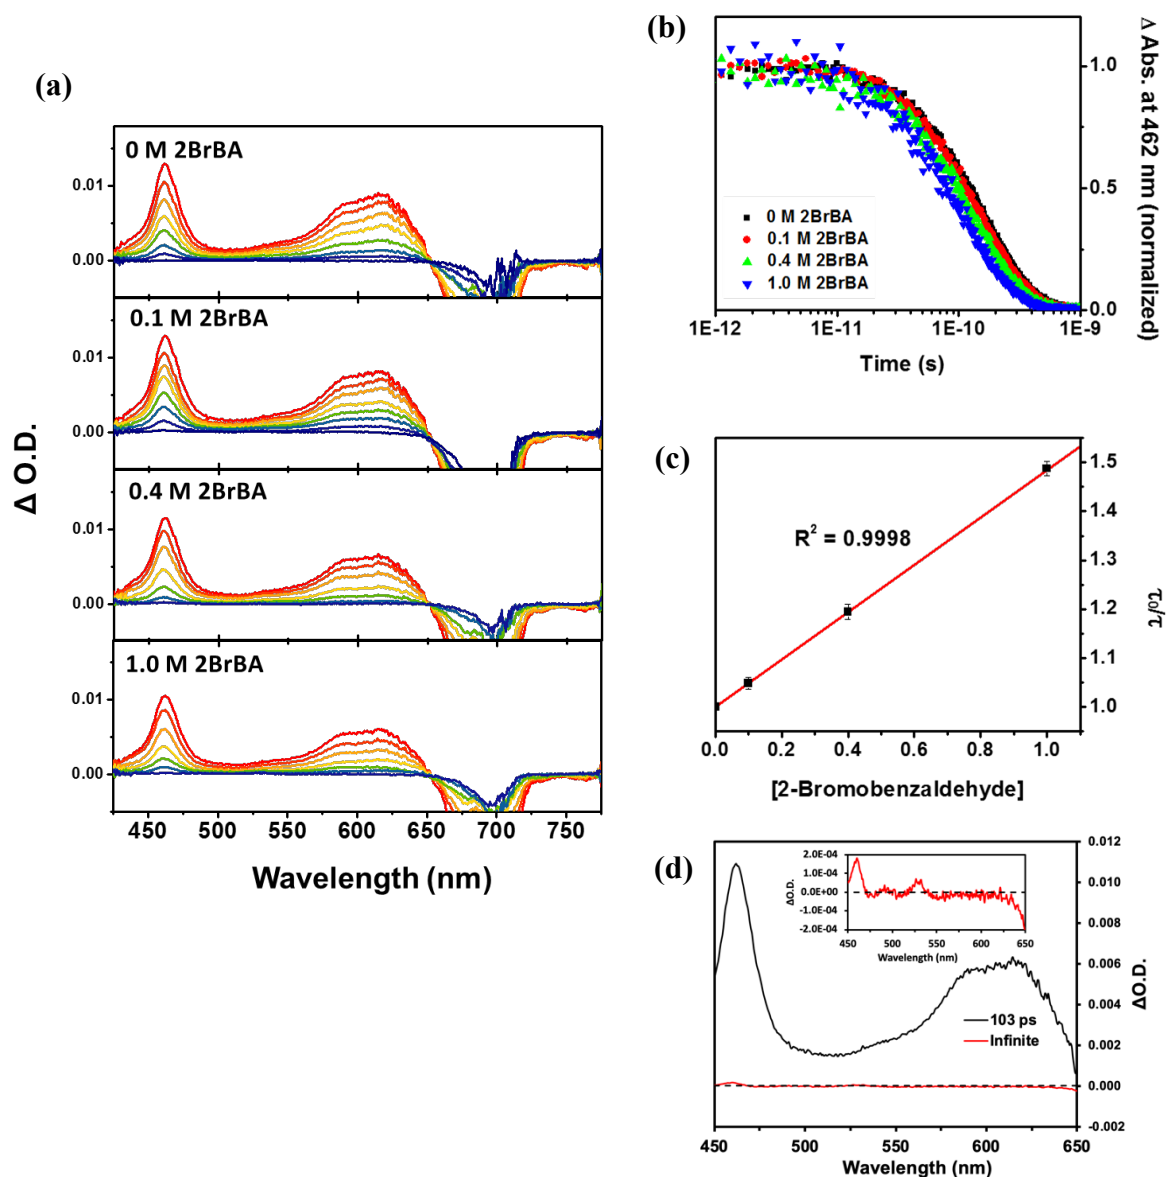 (a)
0 M 2BrBA
0.01
0.00
0.1 M 2BrBA
0.01
0.00
0.4 M 2BrBA
0.01
0.00
1.0 M 2BrBA
0.01
0.00
Δ O.D.
450 500 550 600 650 700 750
Wavelength (nm)
(b)
0 M 2BrBA
0.1 M 2BrBA
0.4 M 2BrBA
1.0 M 2BrBA
1.0
0.5
0.0
Δ Abs. at 462 nm (normalized)
1E-12 1E-11 1E-10 1E-9
Time (s)
(c)
R² = 0.9998
1.5
1.4
1.3
1.2
1.1
1.0
τ₀/τ
0.0 0.2 0.4 0.6 0.8 1.0
[2-Bromobenzaldehyde]
(d)
2.0E-04
1.0E-04
0.0E+00
-1.0E-04
-2.0E-04
ΔO.D.
450 500 550 600 650
Wavelength (nm)
103 ps
Infinite
0.012
0.010
0.008
0.006
0.004
0.002
0.000
-0.002
ΔO.D.
450 500 550 600 650
Wavelength (nm)